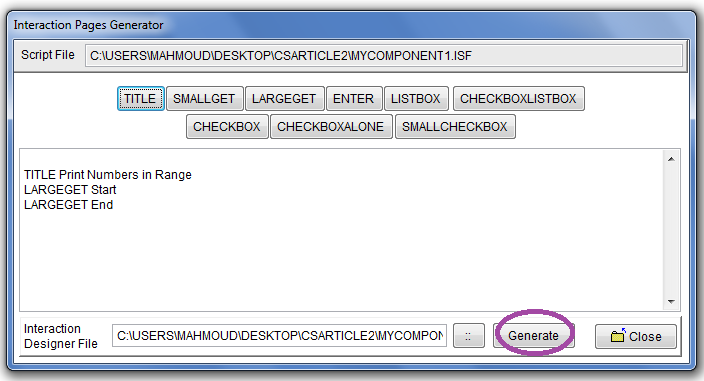 Interaction Pages Generator
Script File C:\USERS\MAHMOUD\DESKTOP\CSARTICLE2\MYCOMPONENT1.ISF
TITLE SMALLGET LARGEGET ENTER LISTBOX CHECKBOXLISTBOX
CHECKBOX CHECKBOXALONE SMALLCHECKBOX
TITLE Print Numbers in Range
LARGEGET Start
LARGEGET End
Interaction
Designer File C:\USERS\MAHMOUD\DESKTOP\CSARTICLE2\MYCOMPON :: Generate Close